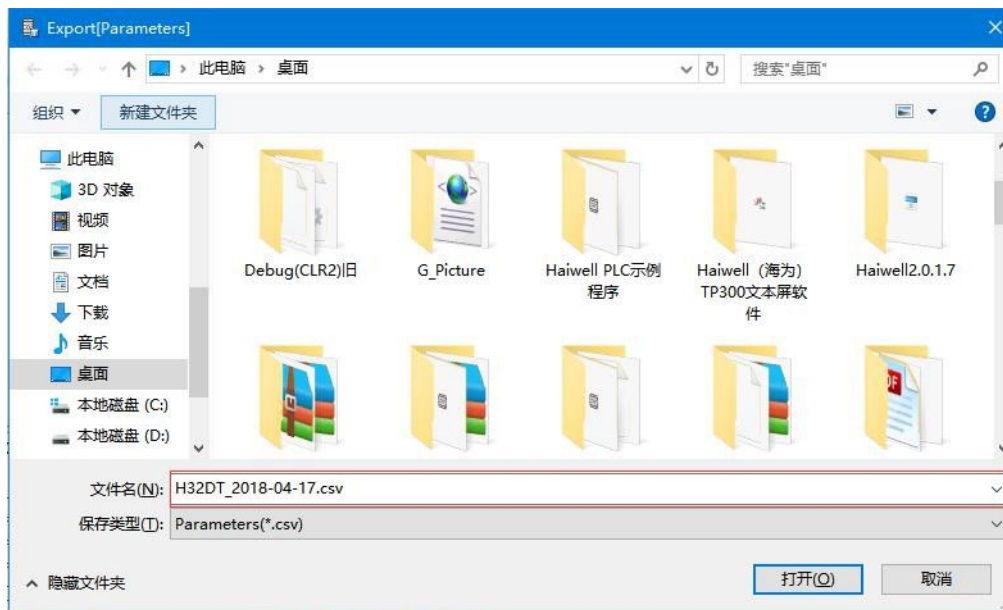 Export[Parameters]
此电脑 › 桌面
搜索"桌面"
组织
新建文件夹
此电脑
3D 对象
视频
图片
文档
下载
音乐
桌面
本地磁盘 (C:)
本地磁盘 (D:)
Debug(CLR2)旧
G_Picture
Haiwell PLC示例
程序
Haiwell（海为）
TP300文本屏软
件
Haiwell2.0.1.7
PDF
文件名(N): H32DT_2018-04-17.csv
保存类型(T): Parameters(*.csv)
隐藏文件夹
打开(O)
取消